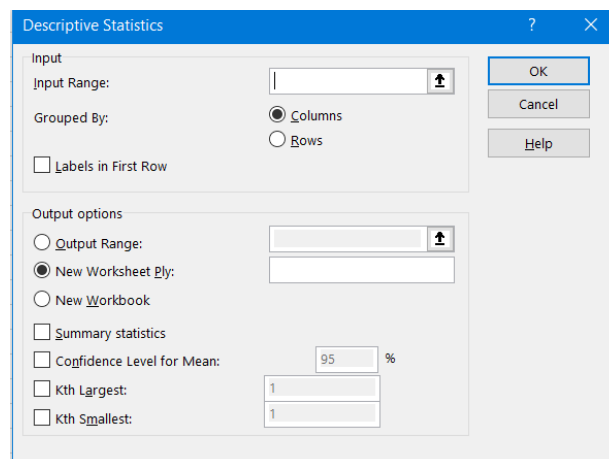 Descriptive Statistics ? ×
Input
Input Range:
Grouped By:
Columns
Rows
Labels in First Row
OK
Cancel
Help
Output options
Output Range:
New Worksheet Ply:
New Workbook
Summary statistics
Confidence Level for Mean: 95 %
Kth Largest: 1
Kth Smallest: 1